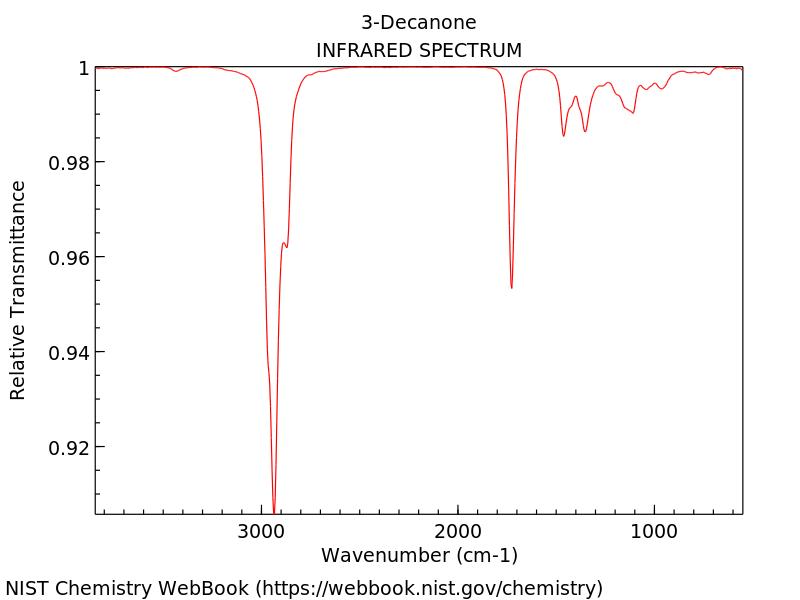 3-Decanone
INFRARED SPECTRUM
1
0.98
0.96
0.94
0.92
Relative Transmittance
3000
2000
1000
Wavenumber (cm-1)
NIST Chemistry WebBook (https://webbook.nist.gov/chemistry)